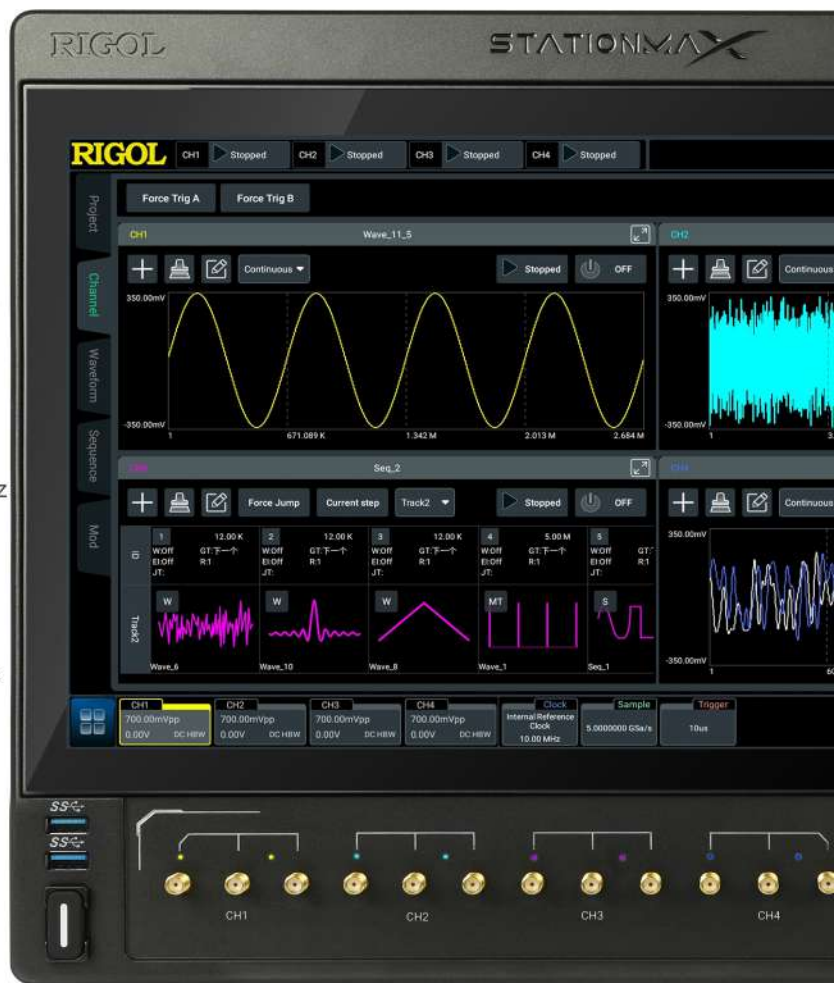 RIGOL
STATIONMAX
RIGOL CH1 Stopped CH2 Stopped CH3 Stopped CH4 Stopped
Project
Channel
Waveform
Sequence
Mod
Force Trig A Force Trig B
CH1 Wave_11_5
Continuous Stopped OFF
350.00mV
-350.00mV
1 671.089 K 1.342 M 2.013 M 2.684 M
CH2
Continuous
350.00mV
-350.00mV
1 3.
CH3 Seq_2
Force Jump Current step Track2 Stopped OFF
ID
1 12.00 K 2 12.00 K 3 12.00 K 4 5.00 M 5
W:Off GT:下一个 W:Off GT:下一个 W:Off GT:下一个 W:Off GT:下一个 W:Off GT:
EI:Off R:1 EI:Off R:1 EI:Off R:1 EI:Off R:1 EI:Off R:1
JT: JT: JT: JT: JT:
Track2
W W W MT S
Wave_6 Wave_10 Wave_8 Wave_1 Seq_1
CH4
Continuous
350.00mV
-350.00mV
1 60
CH1 CH2 CH3 CH4 Clock Sample Trigger
700.00mVpp 700.00mVpp 700.00mVpp 700.00mVpp Internal Reference
Clock 5.0000000 GSa/s 10us
0.00V DC HBW 0.00V DC HBW 0.00V DC HBW 0.00V DC HBW 10.00 MHz
SS
SS
CH1 CH2 CH3 CH4
z